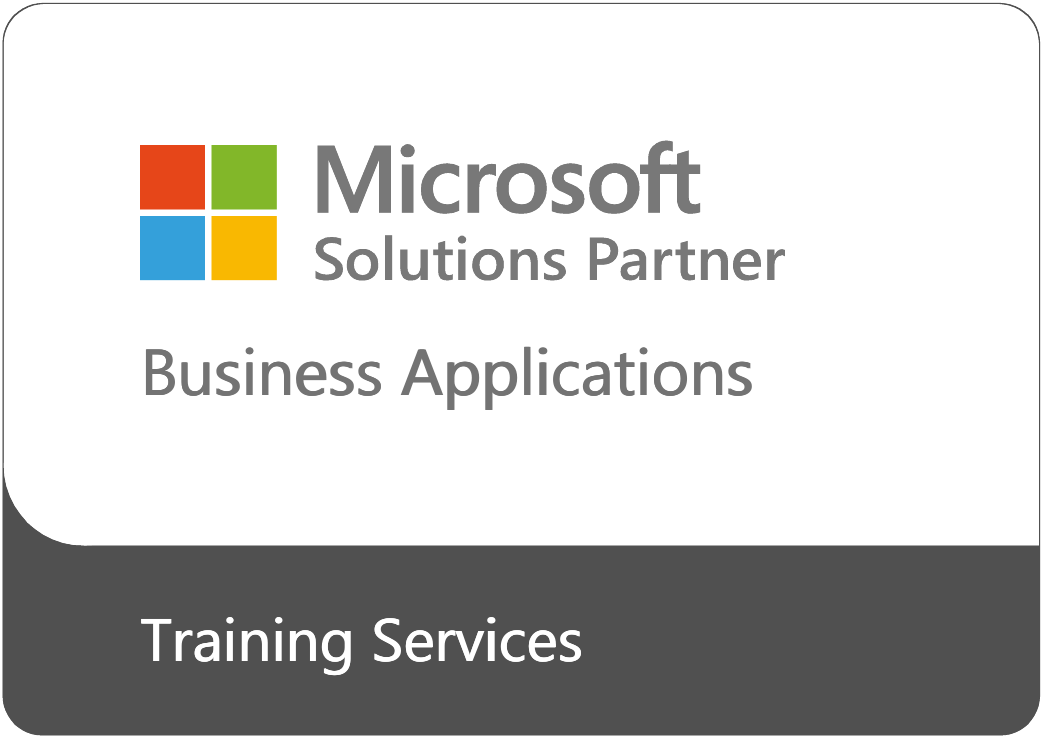 Microsoft
Solutions Partner
Business Applications
Training Services